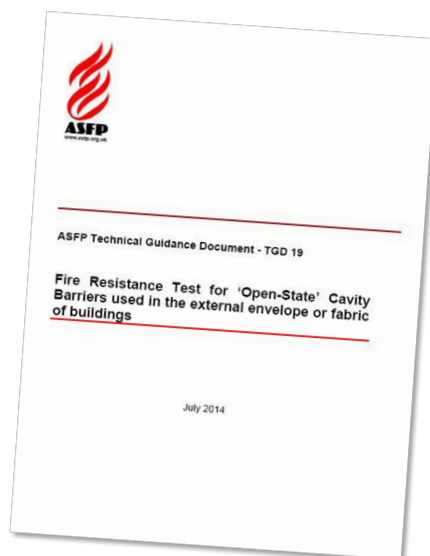 ASFP
www.asfp.org.uk
ASFP Technical Guidance Document - TGD 19
Fire Resistance Test for 'Open-State' Cavity
Barriers used in the external envelope or fabric
of buildings
July 2014